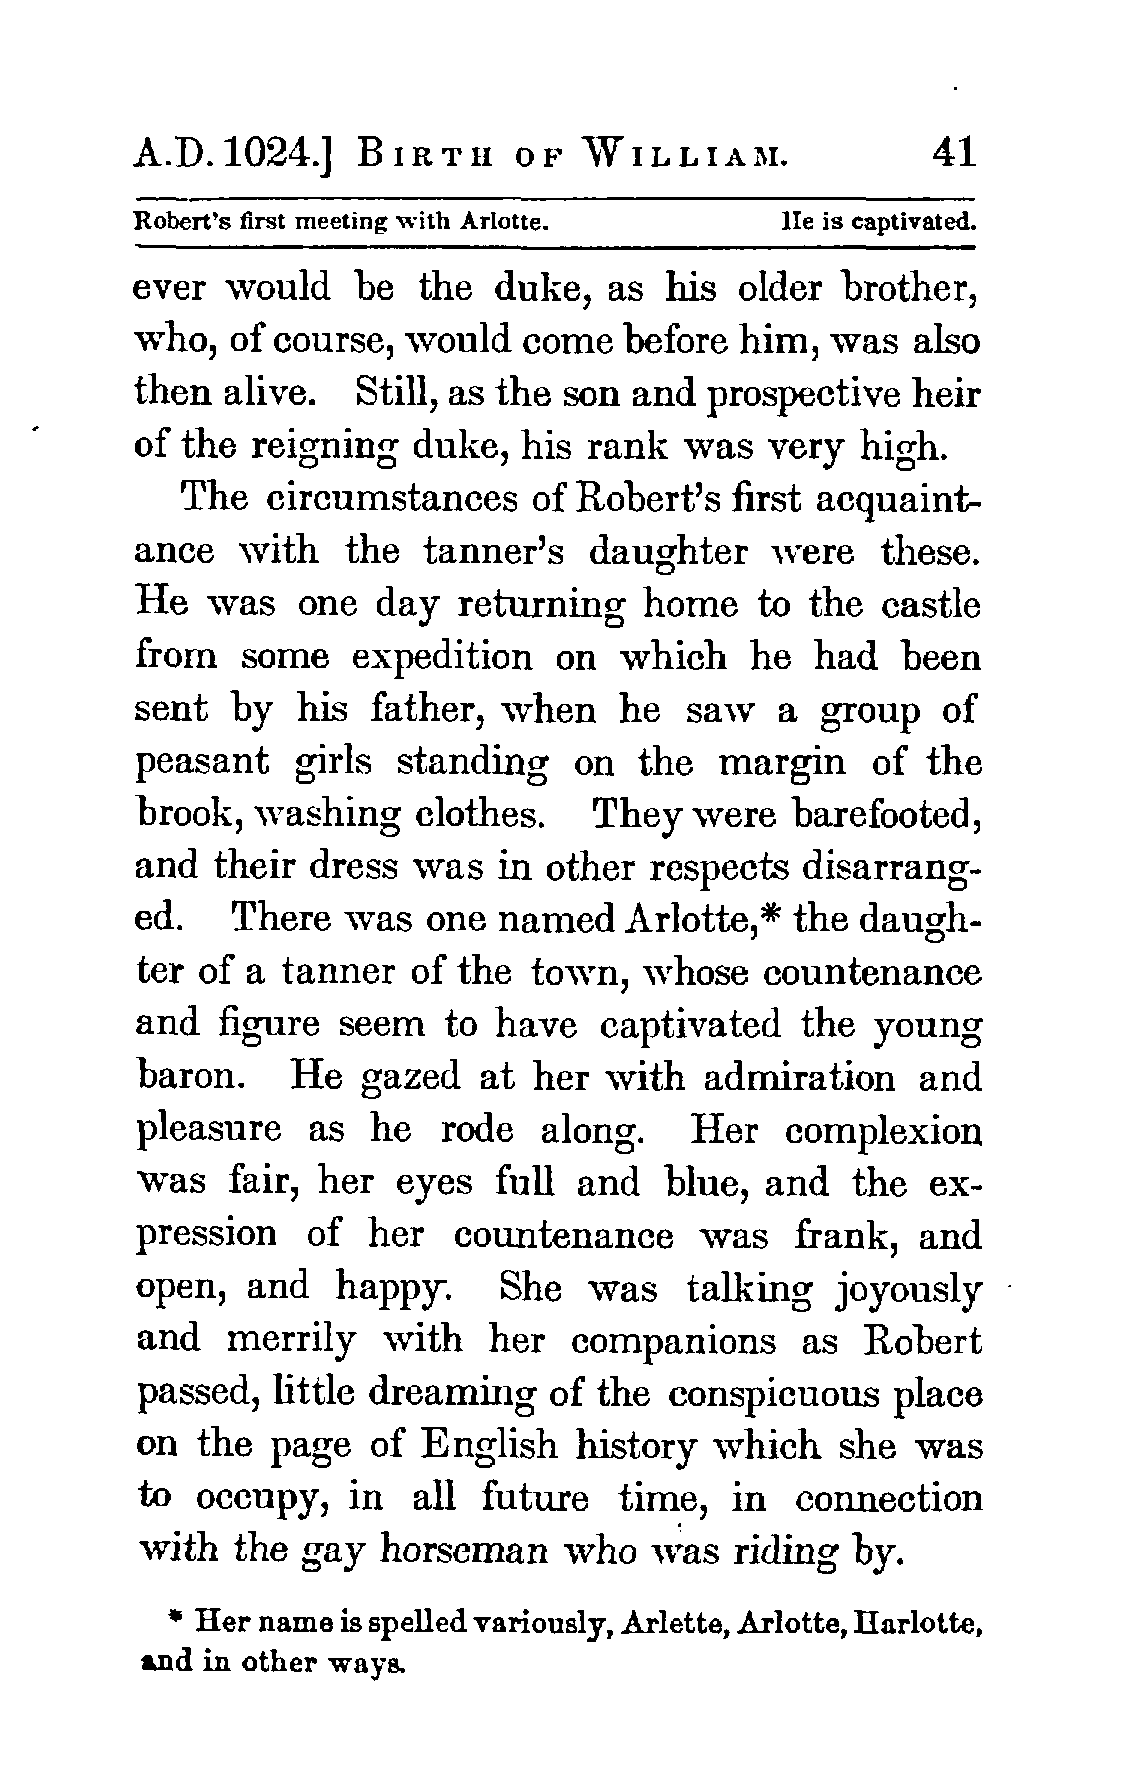 A.D. 1024.] BIRTH OF WILLIAM. 41
Robert's first meeting with Arlotte. He is captivated.
ever would be the duke, as his older brother,
who, of course, would come before him, was also
then alive. Still, as the son and prospective heir
of the reigning duke, his rank was very high.
The circumstances of Robert's first acquaint-
ance with the tanner's daughter were these.
He was one day returning home to the castle
from some expedition on which he had been
sent by his father, when he saw a group of
peasant girls standing on the margin of the
brook, washing clothes. They were barefooted,
and their dress was in other respects disarrang-
ed. There was one named Arlotte,* the daugh-
ter of a tanner of the town, whose countenance
and figure seem to have captivated the young
baron. He gazed at her with admiration and
pleasure as he rode along. Her complexion
was fair, her eyes full and blue, and the ex-
pression of her countenance was frank, and
open, and happy. She was talking joyously
and merrily with her companions as Robert
passed, little dreaming of the conspicuous place
on the page of English history which she was
to occupy, in all future time, in connection
with the gay horseman who was riding by.
* Her name is spelled variously, Arlette, Arlotte, Harlotte,
and in other ways.